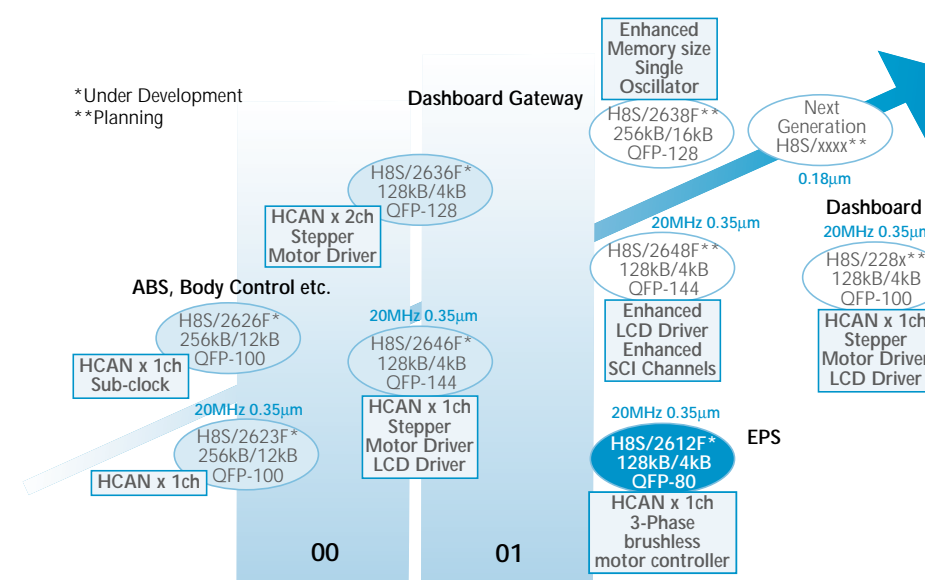 *Under Development
**Planning
Dashboard Gateway
Enhanced
Memory size
Single
Oscillator
H8S/2638F**
256kB/16kB
QFP-128
Next
Generation
H8S/xxxx**
0.18µm
H8S/2636F*
128kB/4kB
QFP-128
HCAN x 2ch
Stepper
Motor Driver
20MHz 0.35µm
H8S/2648F**
128kB/4kB
QFP-144
Enhanced
LCD Driver
Enhanced
SCI Channels
Dashboard
20MHz 0.35µm
H8S/228x**
128kB/4kB
QFP-100
HCAN x 1ch
Stepper
Motor Driver
LCD Driver
ABS, Body Control etc.
H8S/2626F*
256kB/12kB
QFP-100
HCAN x 1ch
Sub-clock
20MHz 0.35µm
H8S/2646F*
128kB/4kB
QFP-144
HCAN x 1ch
Stepper
Motor Driver
LCD Driver
20MHz 0.35µm
H8S/2623F*
256kB/12kB
QFP-100
HCAN x 1ch
20MHz 0.35µm
H8S/2612F*
128kB/4kB
QFP-80
EPS
HCAN x 1ch
3-Phase
brushless
motor controller
00
01